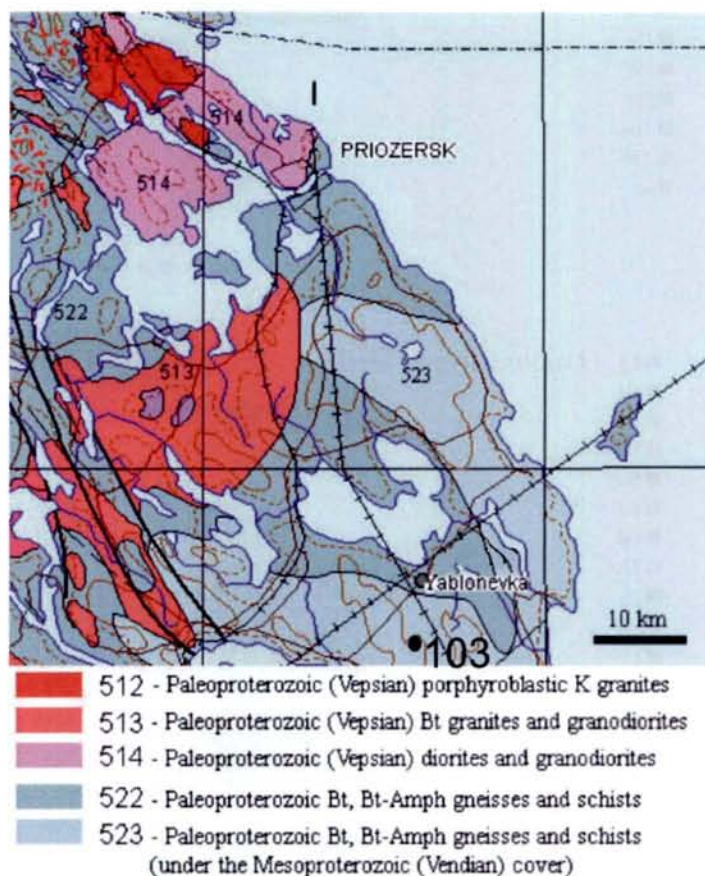 512
514
I
PRIOZERSK
514
522
513
523
Yablonevka
10 km
103
I
512 - Paleoproterozoic (Vepsian) porphyroblastic K granites
513 - Paleoproterozoic (Vepsian) Bt granites and granodiorites
514 - Paleoproterozoic (Vepsian) diorites and granodiorites
522 - Paleoproterozoic Bt, Bt-Amph gneisses and schists
523 - Paleoproterozoic Bt, Bt-Amph gneisses and schists
(under the Mesoproterozoic (Vendian) cover)